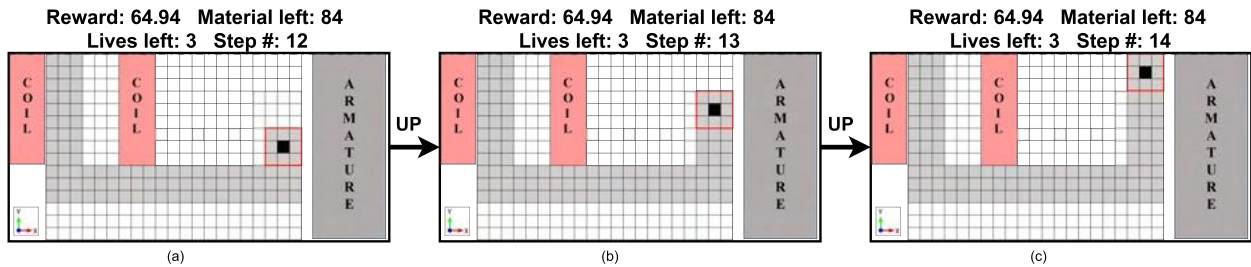 Reward: 64.94 Material left: 84
Lives left: 3 Step #: 12
COIL
COIL
ARMATURE
Y
X
(a)
UP
Reward: 64.94 Material left: 84
Lives left: 3 Step #: 13
COIL
COIL
ARMATURE
Y
X
(b)
UP
Reward: 64.94 Material left: 84
Lives left: 3 Step #: 14
COIL
COIL
ARMATURE
Y
X
(c)